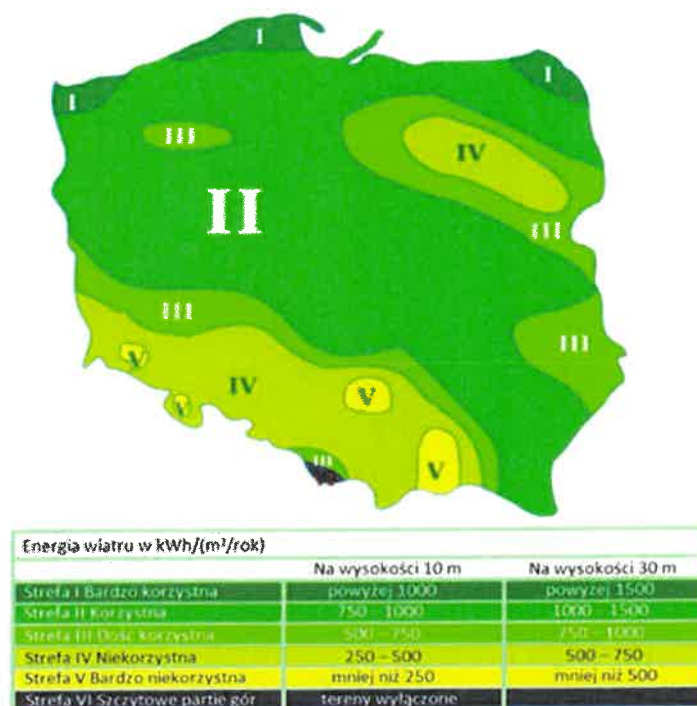 I
I
I
III
IV
II
III
III
III
V
IV
V
V
III
V
Energia wiatru w kWh/(m²/rok)
Na wysokości 10 m Na wysokości 30 m
Strefa I Bardzo korzystna powyżej 1000 powyżej 1500
Strefa II Korzystna 750 – 1000 1000 – 1500
Strefa III Dość korzystna 500 – 750 750 – 1000
Strefa IV Niekorzystna 250 – 500 500 – 750
Strefa V Bardzo niekorzystna mniej niż 250 mniej niż 500
Strefa VI Szczytowe partie gór tereny wyłączone